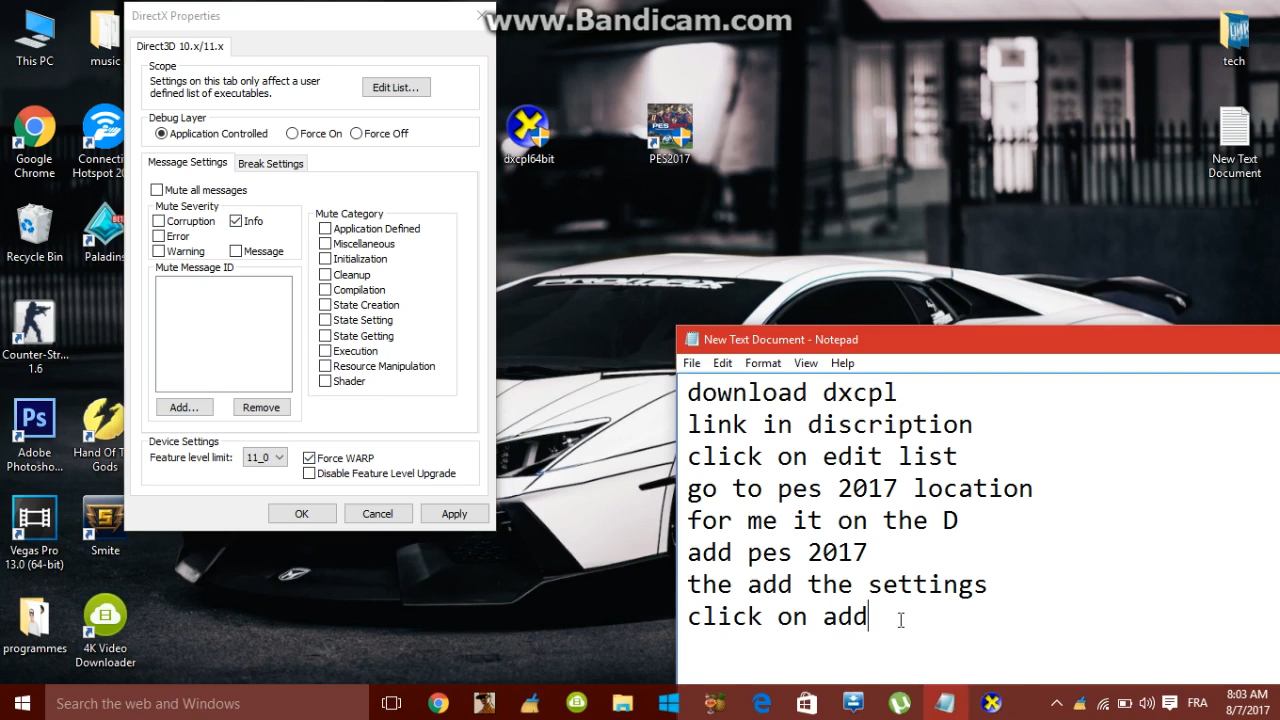 www.Bandicam.com
DirectX Properties
Direct3D 10.x/11.x
Scope
Settings on this tab only affect a user
defined list of executables.
Edit List...
Debug Layer
Application Controlled
Force On
Force Off
Message Settings
Break Settings
Mute all messages
Mute Severity
Corruption
Info
Error
Warning
Message
Mute Category
Application Defined
Miscellaneous
Initialization
Cleanup
Compilation
State Creation
State Setting
State Getting
Execution
Resource Manipulation
Shader
Mute Message ID
Add...
Remove
Device Settings
Feature level limit:
11_0
Force WARP
Disable Feature Level Upgrade
OK
Cancel
Apply
This PC
music
Google
Chrome
Connecti
Hotspot 20
Recycle Bin
Paladins
BETA
Counter-Str...
1.6
Ps
Adobe
Photosho...
Hand Of T
Gods
Vegas Pro
13.0 (64-bit)
Smite
programmes
4K Video
Downloader
dxcpl64bit
PES
PES2017
tech
New Text
Document
New Text Document - Notepad
File
Edit
Format
View
Help
download dxcpl
link in discription
click on edit list
go to pes 2017 location
for me it on the D
add pes 2017
the add the settings
click on add
Search the web and Windows
FRA
8:03 AM
8/7/2017